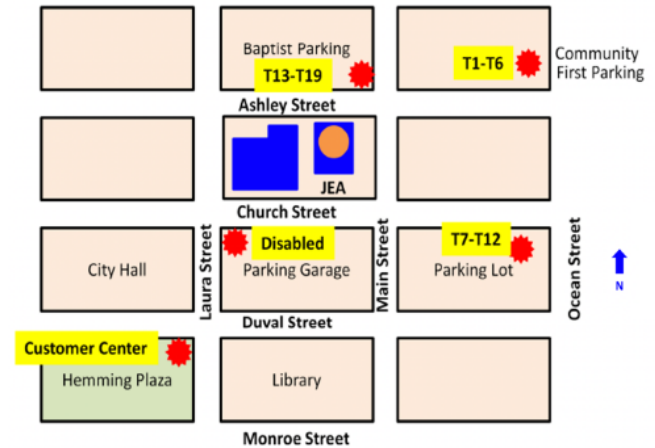 Baptist Parking
T13-T19
T1-T6
Community
First Parking
Ashley Street
JEA
Church Street
Laura Street
Main Street
Ocean Street
City Hall
Disabled
Parking Garage
T7-T12
Parking Lot
N
Duval Street
Customer Center
Hemming Plaza
Library
Monroe Street